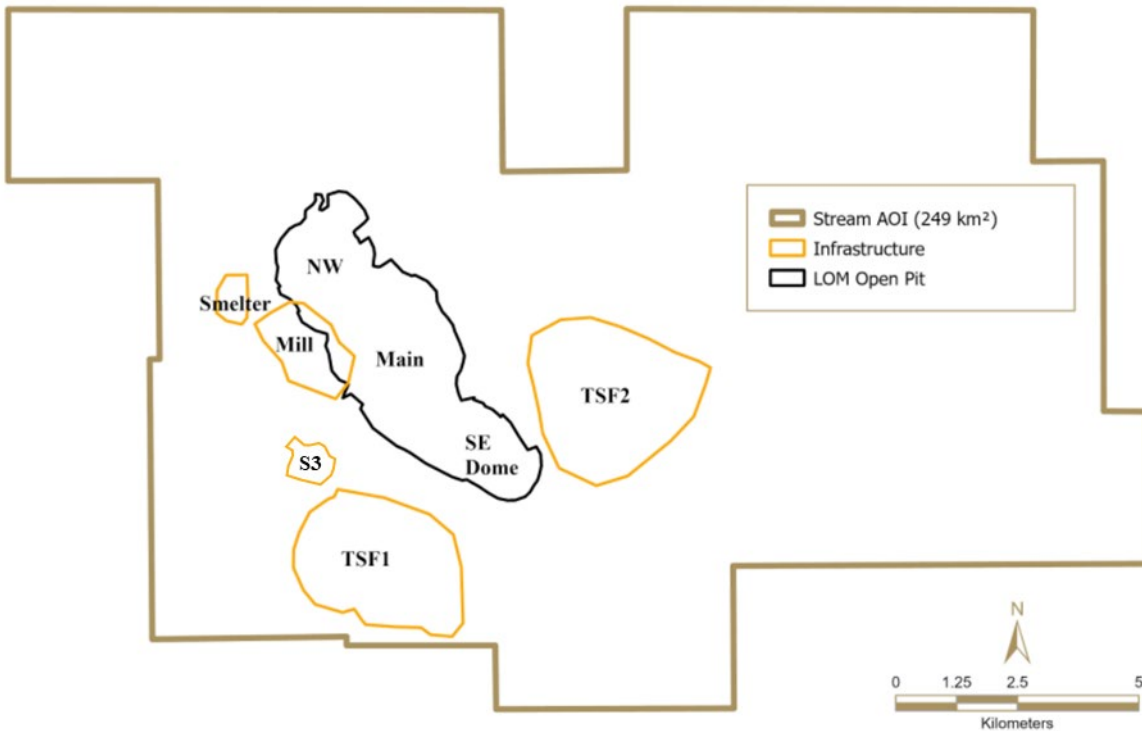 Stream AOI (249 km²)
Infrastructure
LOM Open Pit
NW
Smelter
Mill
Main
TSF2
SE
Dome
S3
TSF1
N
0 1.25 2.5 5
Kilometers